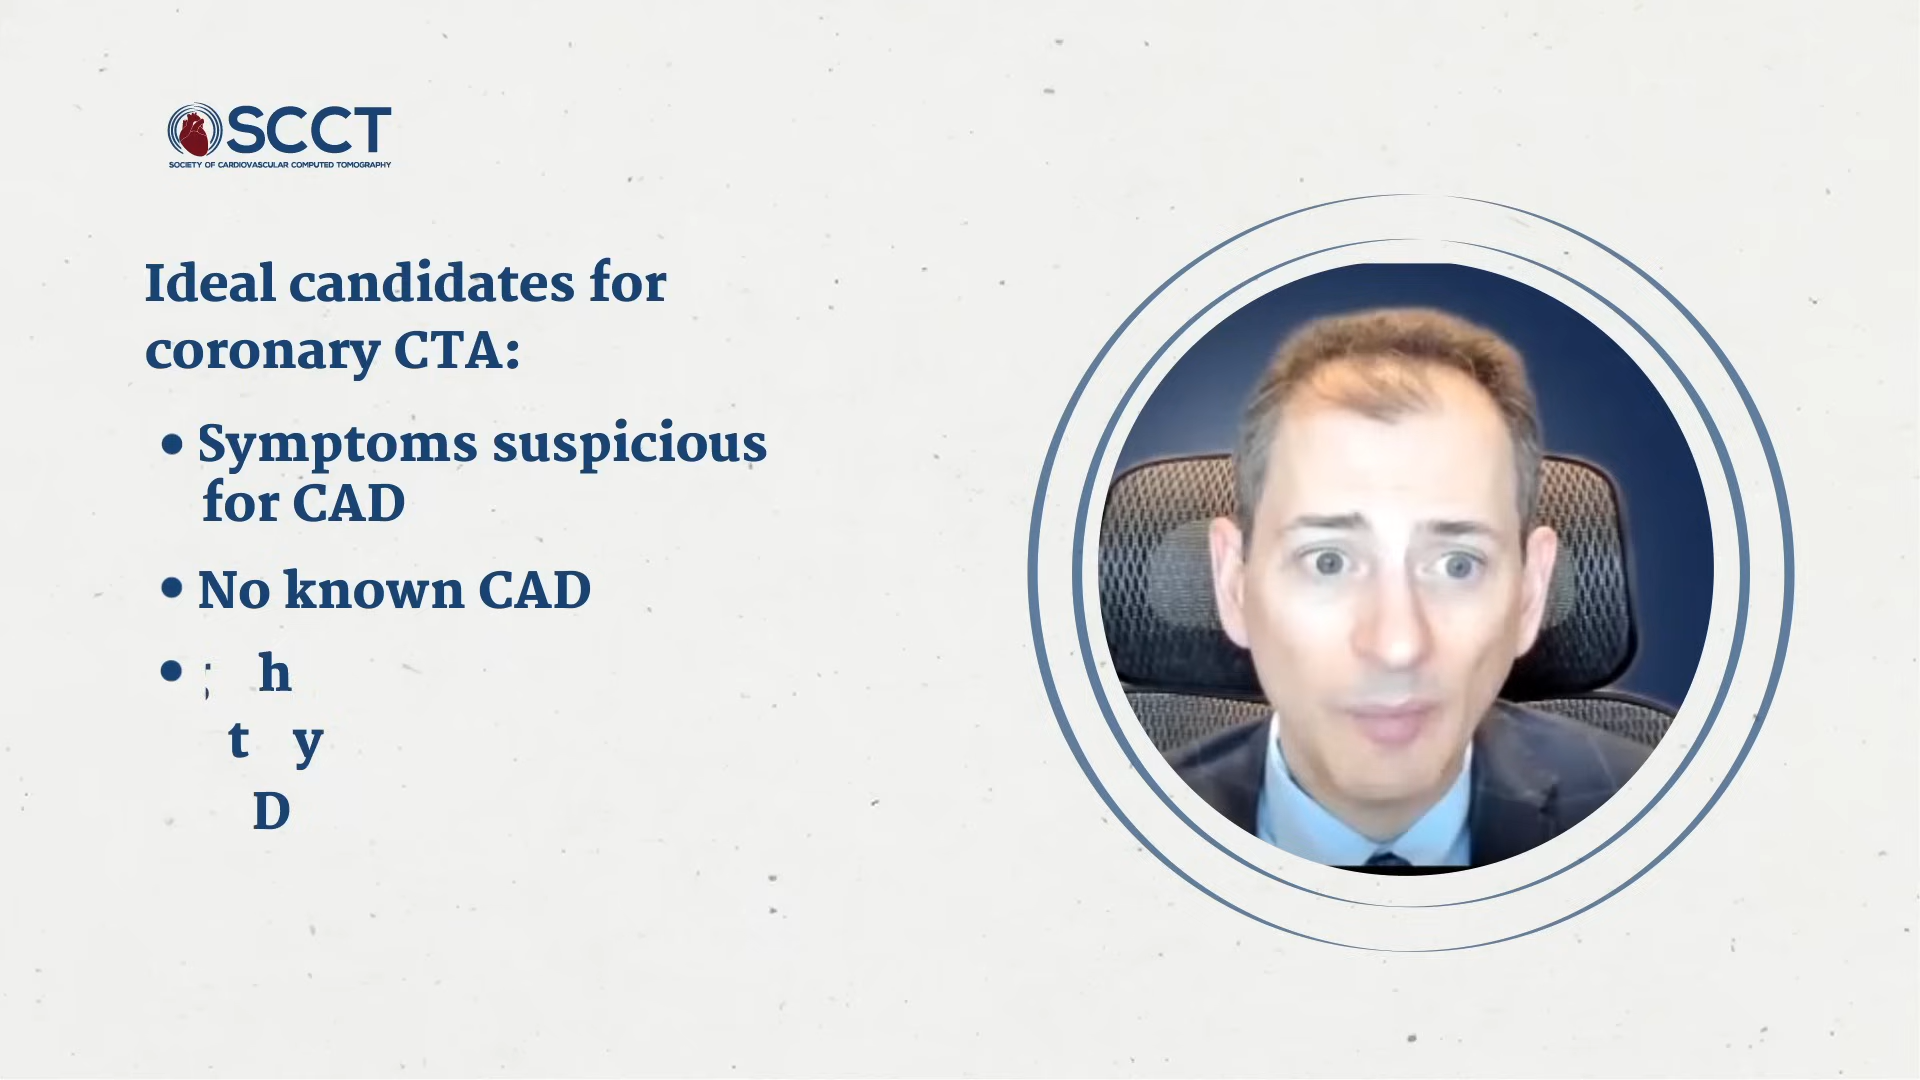 SCCT
SOCIETY OF CARDIOVASCULAR COMPUTED TOMOGRAPHY
Ideal candidates for
coronary CTA:
• Symptoms suspicious
for CAD
• No known CAD
• h
t y
D